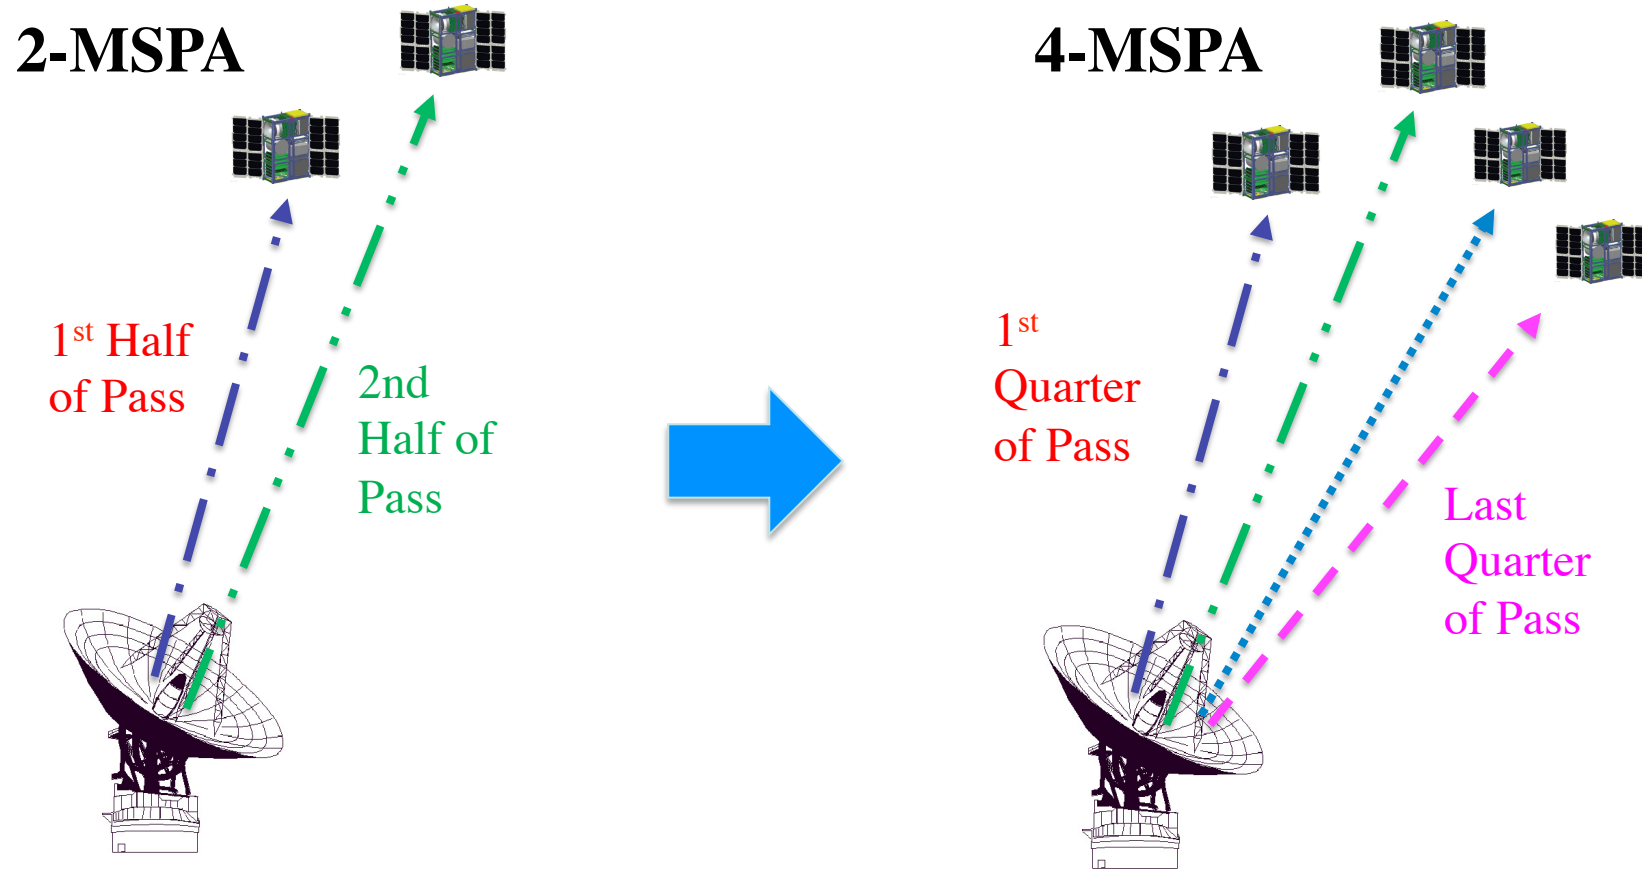 2-MSPA
1st Half
of Pass
2nd
Half of
Pass
4-MSPA
1st
Quarter
of Pass
Last
Quarter
of Pass